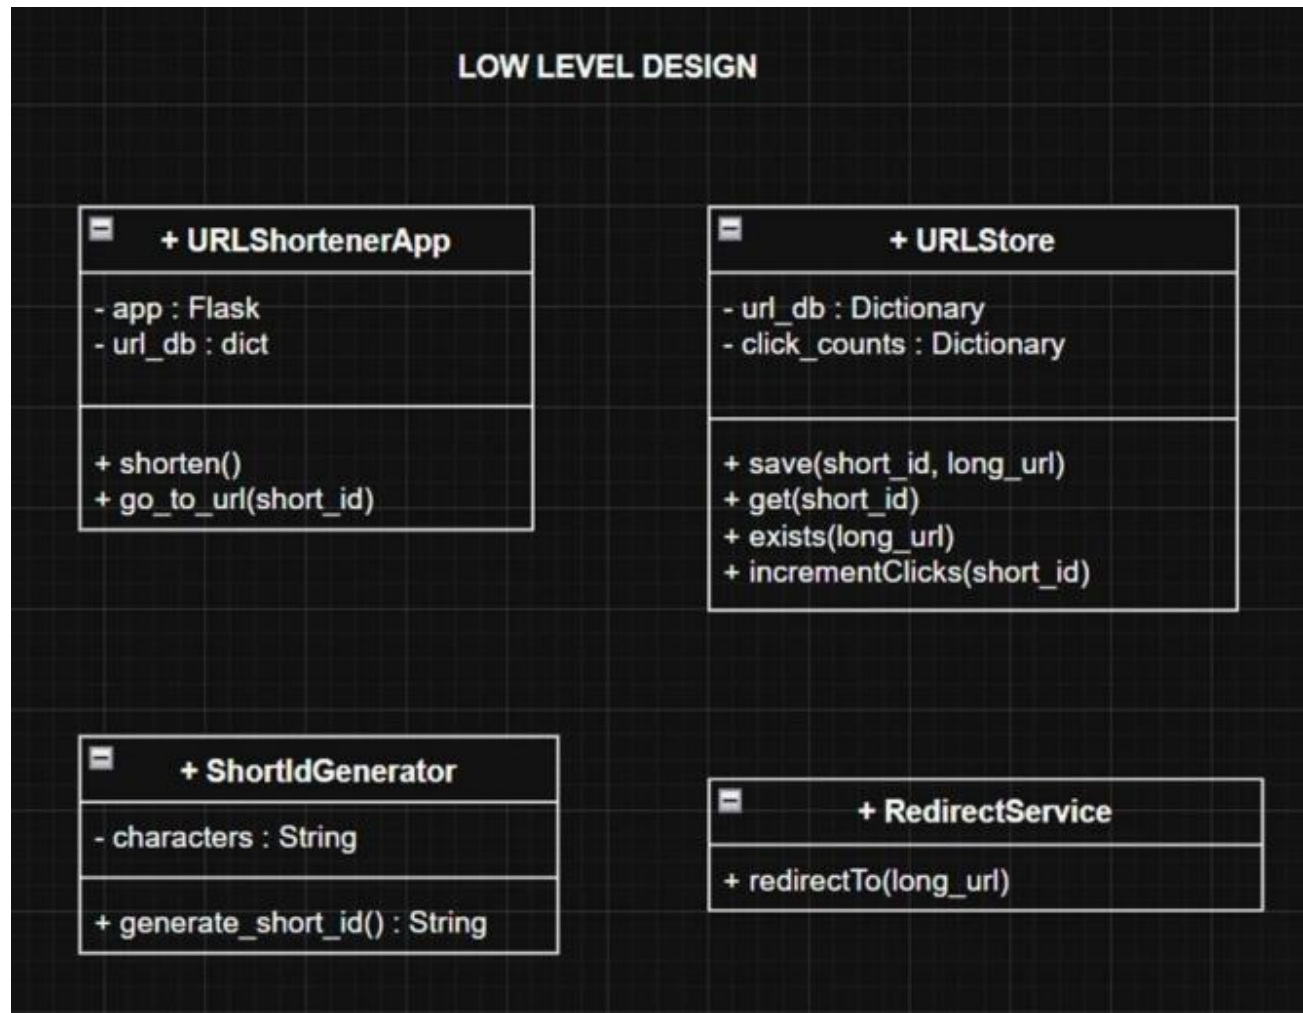 LOW LEVEL DESIGN
+ URLShortenerApp
- app : Flask
- url_db : dict
+ shorten()
+ go_to_url(short_id)
+ URLStore
- url_db : Dictionary
- click_counts : Dictionary
+ save(short_id, long_url)
+ get(short_id)
+ exists(long_url)
+ incrementClicks(short_id)
+ ShortIdGenerator
- characters : String
+ generate_short_id() : String
+ RedirectService
+ redirectTo(long_url)